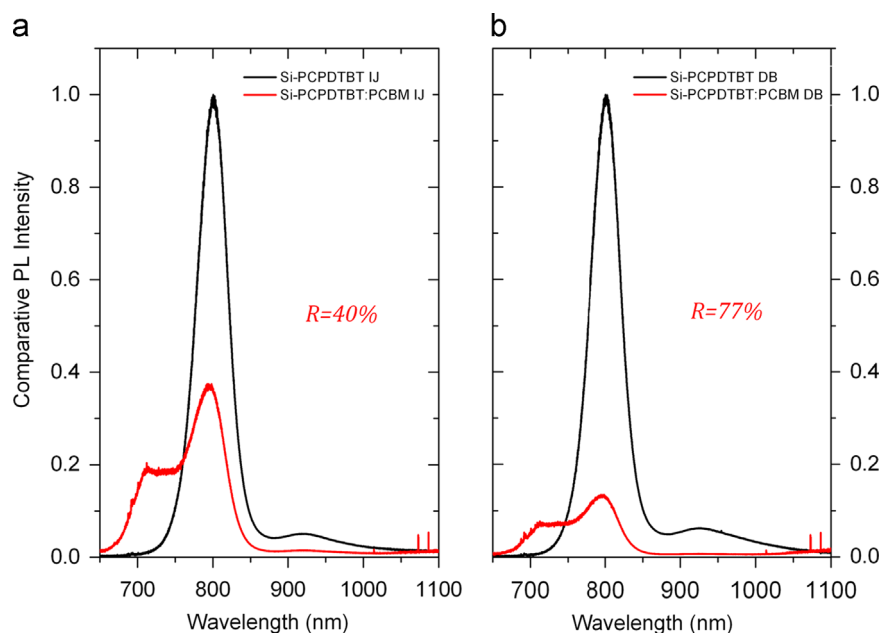 a
Si-PCPDTBT IJ
Si-PCPDTBT:PCBM IJ
R=40%
Comparative PL Intensity
1.0
0.8
0.6
0.4
0.2
0.0
700 800 900 1000 1100
Wavelength (nm)
b
Si-PCPDTBT DB
Si-PCPDTBT:PCBM DB
R=77%
1.0
0.8
0.6
0.4
0.2
0.0
700 800 900 1000 1100
Wavelength (nm)